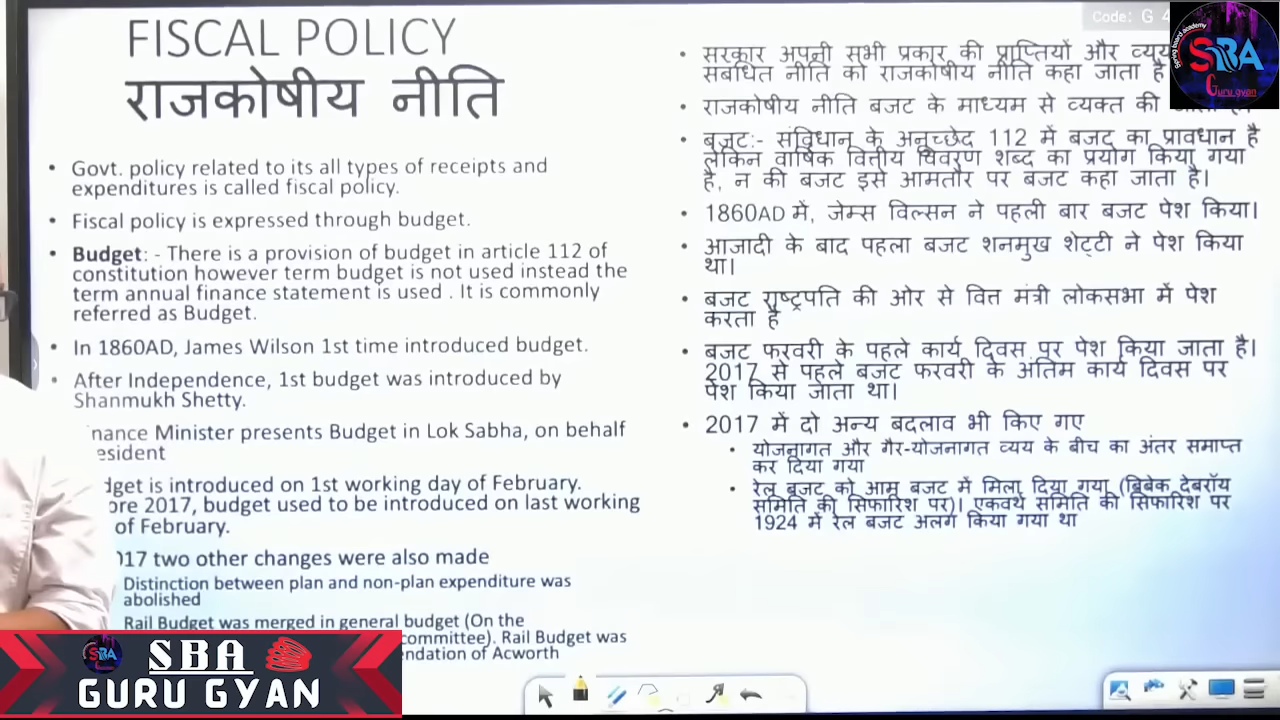 FISCAL POLICY
राजकोषीय नीति
• Govt. policy related to its all types of receipts and
expenditures is called fiscal policy.
• Fiscal policy is expressed through budget.
• Budget: - There is a provision of budget in article 112 of
constitution however term budget is not used instead the
term annual finance statement is used . It is commonly
referred as Budget.
• In 1860AD, James Wilson 1st time introduced budget.
• After Independence, 1st budget was introduced by
Shanmukh Shetty.
Minister presents Budget in Lok Sabha, on behalf
is introduced on 1st working day of February.
2017, budget used to be introduced on last working
of February.
two other changes were also made
Distinction between plan and non-plan expenditure was
abolished
Rail Budget was merged in general budget (On the
committee). Rail Budget was
of Acworth
Code: G
• सरकार अपनी सभी प्रकार की प्राप्तियों और
संबंधित नीति को राजकोषीय नीति कहा जाता है
• राजकोषीय नीति बजट के माध्यम से व्यक्त की
• बजट:- संविधान के अनुच्छेद 112 में बजट का प्रावधान है
लेकिन वार्षिक वित्तीय विवरण शब्द का प्रयोग किया गया
है, न की बजट इसे आमतौर पर बजट कहा जाता है।
• 1860AD में, जेम्स विल्सन ने पहली बार बजट पेश किया।
• आजादी के बाद पहला बजट शनमुख शेट्टी ने पेश किया
था।
• बजट राष्ट्रपति की ओर से वित्त मंत्री लोकसभा में पेश
करता है
• बजट फरवरी के पहले कार्य दिवस पर पेश किया जाता है।
2017 से पहले बजट फरवरी के अंतिम कार्य दिवस पर
पेश किया जाता था।
• 2017 में दो अन्य बदलाव भी किए गए
• योजनागत और गैर-योजनागत व्यय के बीच का अंतर समाप्त
कर दिया गया
• रेल बजट को आम बजट में मिला दिया गया (बिबेक देबरॉय
समिति की सिफारिश पर)। एकवर्थ समिति की सिफारिश पर
1924 में रेल बजट अलग किया गया था
SBA
Guru gyan
SBA
GURU GYAN